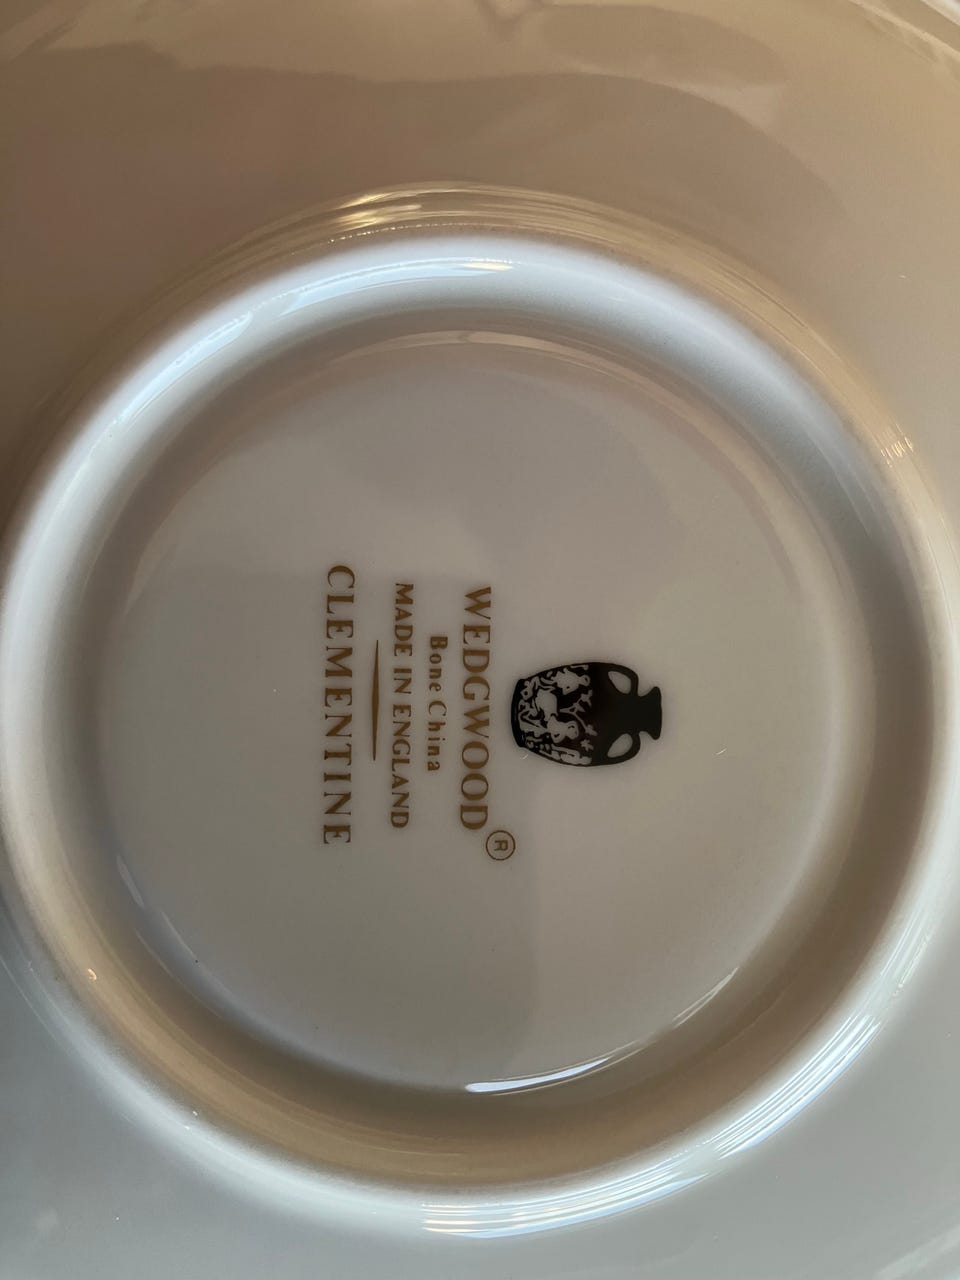 WEDGWOOD®
Bone China
MADE IN ENGLAND
CLEMENTINE